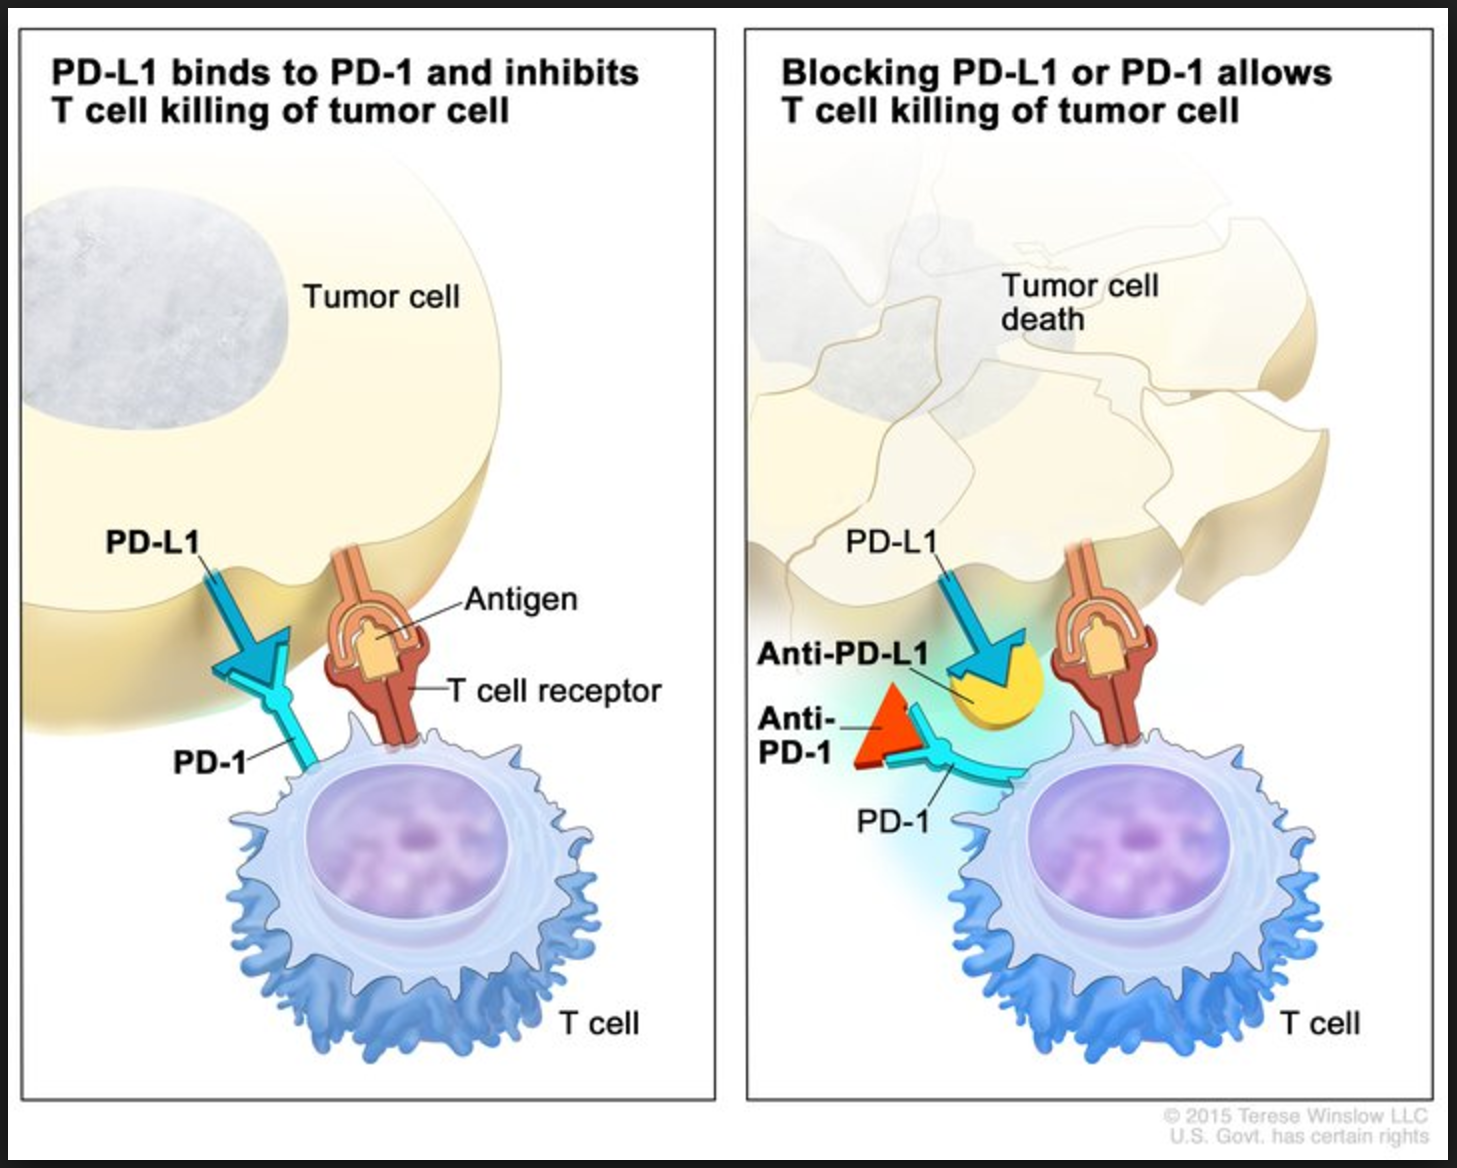 PD-L1 binds to PD-1 and inhibits
T cell killing of tumor cell
Tumor cell
PD-L1
Antigen
T cell receptor
PD-1
T cell
Blocking PD-L1 or PD-1 allows
T cell killing of tumor cell
Tumor cell
death
PD-L1
Anti-PD-L1
Anti-
PD-1
PD-1
T cell
© 2015 Terese Winslow LLC
U.S. Govt. has certain rights